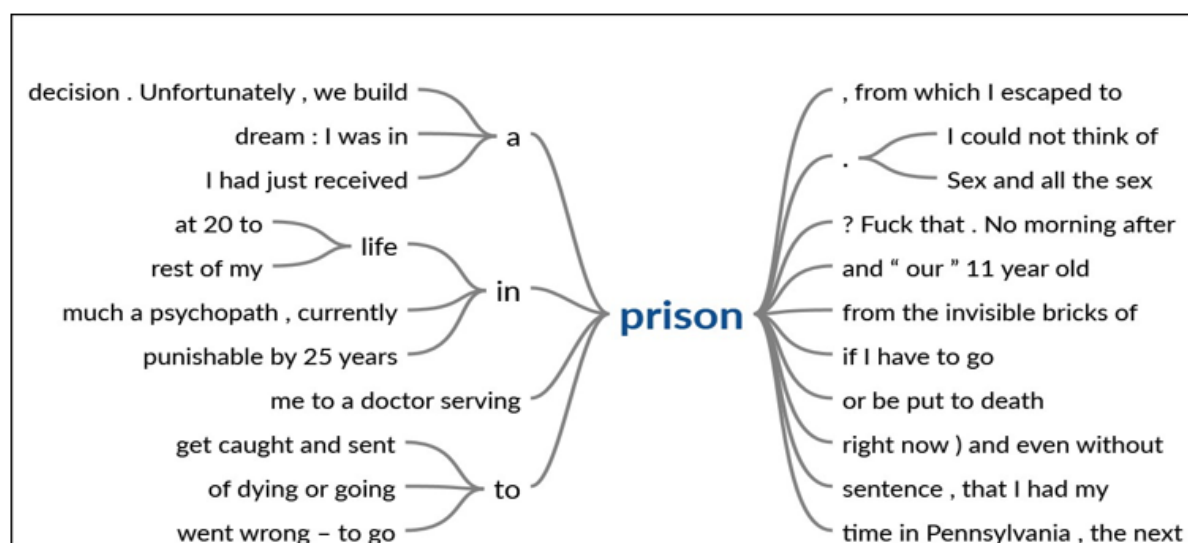 decision . Unfortunately , we build
dream : I was in
I had just received
a
at 20 to
rest of my
life
much a psychopath , currently
punishable by 25 years
in
me to a doctor serving
get caught and sent
of dying or going
went wrong – to go
to
prison
, from which I escaped to
.
I could not think of
Sex and all the sex
? Fuck that . No morning after
and “ our ” 11 year old
from the invisible bricks of
if I have to go
or be put to death
right now ) and even without
sentence , that I had my
time in Pennsylvania , the next